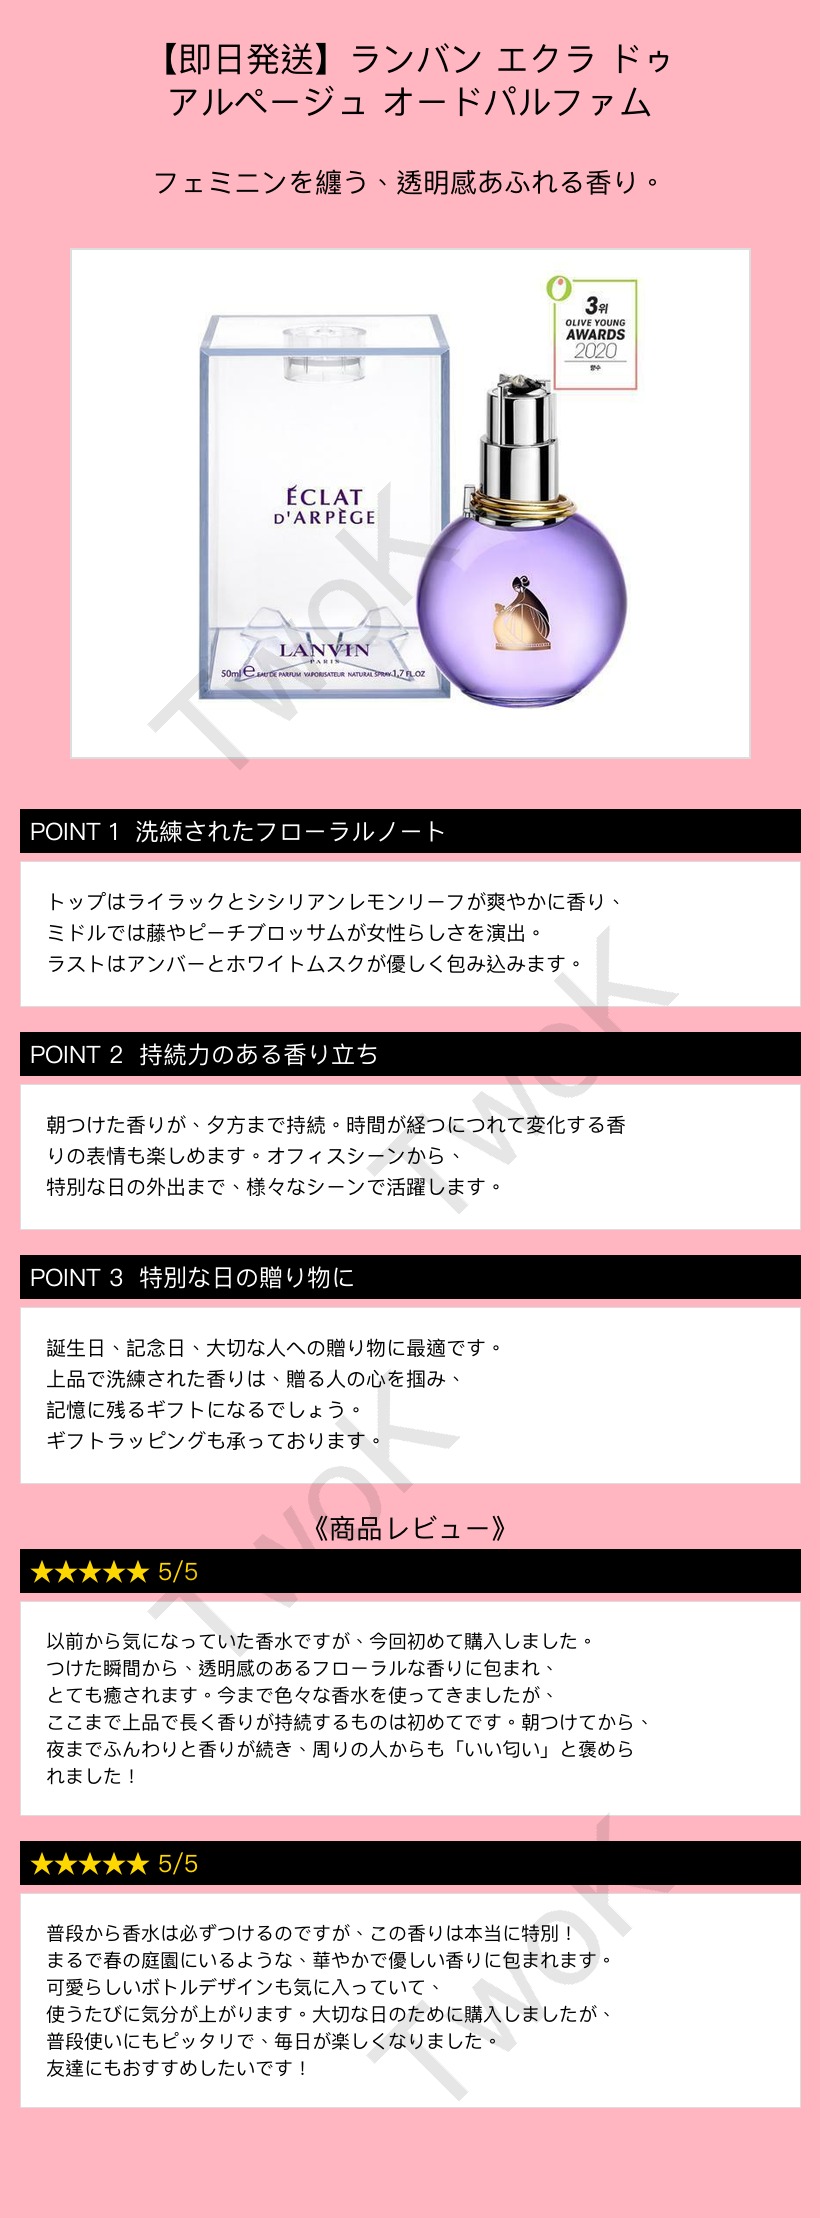 【即日発送】ランバン エクラ ドゥ
アルページュ オードパルファム
フェミニンを纏う、透明感あふれる香り。
3위
OLIVE YOUNG
AWARDS
2020
향수
ÉCLAT
D'ARPÈGE
LANVIN
PARIS
50ml e EAU DE PARFUM VAPORISATEUR NATURAL SPRAY 1,7 FL.OZ
POINT 1 洗練されたフローラルノート
トップはライラックとシシリアンレモンリーフが爽やかに香り、
ミドルでは藤やピーチブロッサムが女性らしさを演出。
ラストはアンバーとホワイトムスクが優しく包み込みます。
POINT 2 持続力のある香り立ち
朝つけた香りが、夕方まで持続。時間が経つにつれて変化する香
りの表情も楽しめます。オフィスシーンから、
特別な日の外出まで、様々なシーンで活躍します。
POINT 3 特別な日の贈り物に
誕生日、記念日、大切な人への贈り物に最適です。
上品で洗練された香りは、贈る人の心を掴み、
記憶に残るギフトになるでしょう。
ギフトラッピングも承っております。
《商品レビュー》
★★★★★ 5/5
以前から気になっていた香水ですが、今回初めて購入しました。
つけた瞬間から、透明感のあるフローラルな香りに包まれ、
とても癒されます。今まで色々な香水を使ってきましたが、
ここまで上品で長く香りが持続するものは初めてです。朝つけてから、
夜までふんわりと香りが続き、周りの人からも「いい匂い」と褒めら
れました！
★★★★★ 5/5
普段から香水は必ずつけるのですが、この香りは本当に特別！
まるで春の庭園にいるような、華やかで優しい香りに包まれます。
可愛らしいボトルデザインも気に入っていて、
使うたびに気分が上がります。大切な日のために購入しましたが、
普段使いにもピッタリで、毎日が楽しくなりました。
友達にもおすすめしたいです！
TwoK
TwoK
TwoK
TwoK